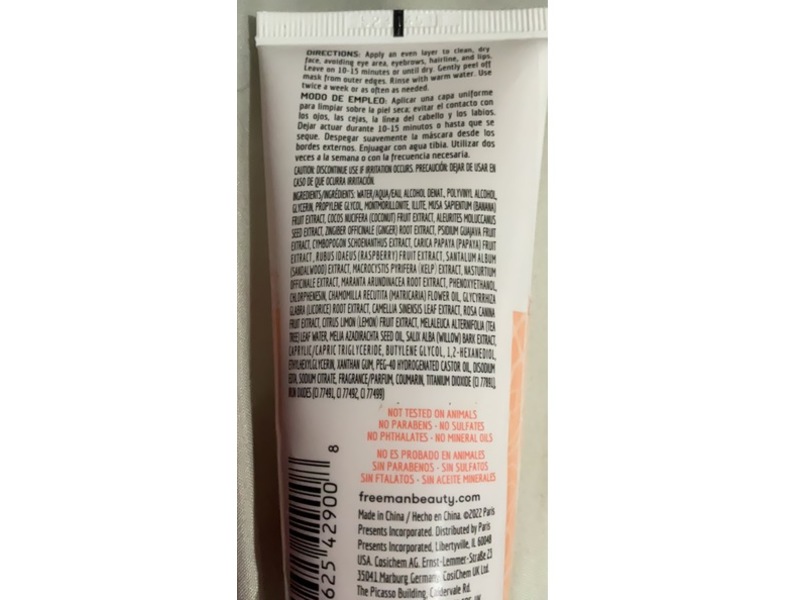 DIRECTIONS: Apply an even layer to clean, dry
face, avoiding eye area, eyebrows, hairline, and lips.
Leave on 10-15 minutes or until dry. Gently peel off
mask from outer edges. Rinse with warm water. Use
twice a week or as often as needed.
MODO DE EMPLEO: Aplicar una capa uniforme
para limpiar sobre la piel seca; evitar el contacto con
los ojos, las cejas, la línea del cabello y los labios.
Dejar actuar durante 10-15 minutos o hasta que se
seque. Despegar suavemente la máscara desde los
bordes externos. Enjuagar con agua tibia. Utilizar dos
veces a la semana o con la frecuencia necesaria.
CAUTION: DISCONTINUE USE IF IRRITATION OCCURS. PRECAUCIÓN: DEJAR DE USAR EN
CASO DE QUE OCURRA IRRITACIÓN.
INGREDIENTS/INGRÉDIENTS: WATER/AQUA/EAU, ALCOHOL DENAT., POLYVINYL ALCOHOL,
GLYCERIN, PROPYLENE GLYCOL, MONTMORILLONITE, ILLITE, MUSA SAPIENTUM (BANANA)
FRUIT EXTRACT, COCOS NUCIFERA (COCONUT) FRUIT EXTRACT, ALEURITES MOLUCCANUS
SEED EXTRACT, ZINGIBER OFFICINALE (GINGER) ROOT EXTRACT, PSIDIUM GUAJAVA FRUIT
EXTRACT, CYMBOPOGON SCHOENANTHUS EXTRACT, CARICA PAPAYA (PAPAYA) FRUIT
EXTRACT, RUBUS IDAEUS (RASPBERRY) FRUIT EXTRACT, SANTALUM ALBUM
(SANDALWOOD) EXTRACT, MACROCYSTIS PYRIFERA (KELP) EXTRACT, NASTURTIUM
OFFICINALE EXTRACT, MARANTA ARUNDINACEA ROOT EXTRACT, PHENOXYETHANOL,
CHLORPHENESIN, CHAMOMILLA RECUTITA (MATRICARIA) FLOWER OIL, GLYCYRRHIZA
GLABRA (LICORICE) ROOT EXTRACT, CAMELLIA SINENSIS LEAF EXTRACT, ROSA CANINA
FRUIT EXTRACT, CITRUS LIMON (LEMON) FRUIT EXTRACT, MELALEUCA ALTERNIFOLIA (TEA
TREE) LEAF WATER, MELIA AZADIRACHTA SEED OIL, SALIX ALBA (WILLOW) BARK EXTRACT,
CAPRYLIC/CAPRIC TRIGLYCERIDE, BUTYLENE GLYCOL, 1,2-HEXANEDIOL,
ETHYLHEXYLGLYCERIN, XANTHAN GUM, PEG-40 HYDROGENATED CASTOR OIL, DISODIUM
EDTA, SODIUM CITRATE, FRAGRANCE/PARFUM, COUMARIN, TITANIUM DIOXIDE (CI 77891),
IRON OXIDES (CI 77491, CI 77492, CI 77499)
NOT TESTED ON ANIMALS
NO PARABENS - NO SULFATES
NO PHTHALATES - NO MINERAL OILS
NO ES PROBADO EN ANIMALES
SIN PARABENOS - SIN SULFATOS
SIN FTALATOS - SIN ACEITE MINERALES
freemanbeauty.com
Made in China / Hecho en China. ©2022 Paris
Presents Incorporated. Distributed by Paris
Presents Incorporated, Libertyville, IL 60048
USA. Cosichem AG. Ernst-Lemmer-Straße 23
35041 Marburg Germany CosiChem UK Ltd.
The Picasso Building, Caldervale Rd.
625 42900 8